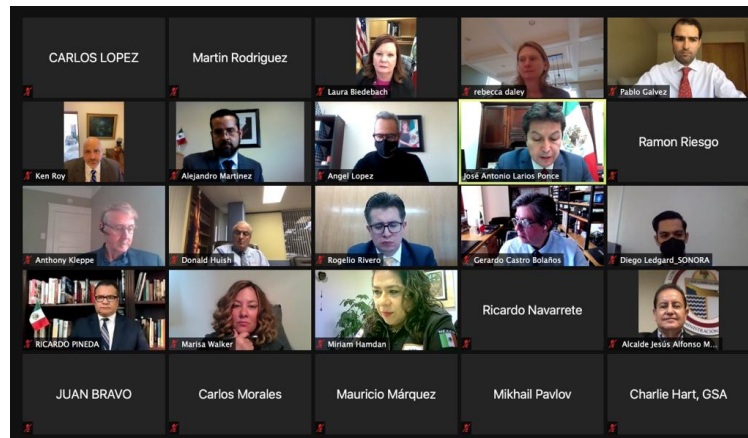 CARLOS LOPEZ
Martin Rodriguez
Laura Biedebach
rebecca daley
Pablo Galvez
Ken Roy
Alejandro Martinez
Angel Lopez
José Antonio Larios Ponce
Ramon Riesgo
Anthony Kleppe
Donald Huish
Rogelio Rivero
Gerardo Castro Bolaños
Diego Ledgard_SONORA
RICARDO PINEDA
Marisa Walker
Miriam Hamdan
Ricardo Navarrete
Alcalde Jesús Alfonso M...
JUAN BRAVO
Carlos Morales
Mauricio Márquez
Mikhail Pavlov
Charlie Hart, GSA